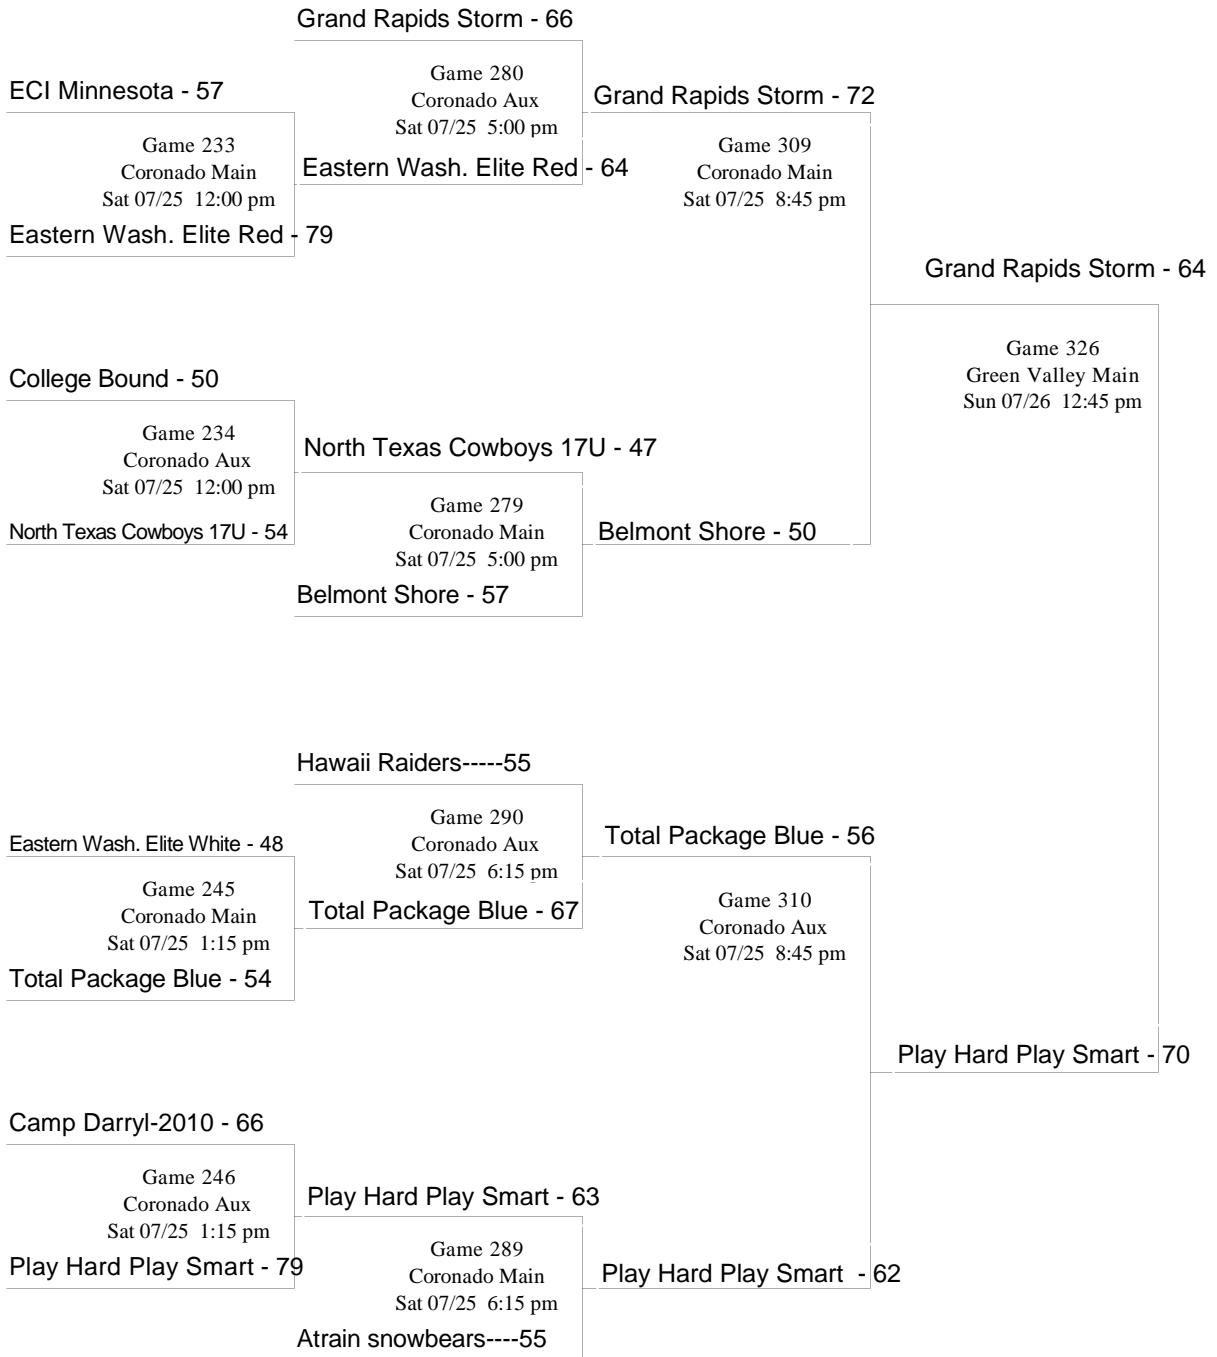 Grand Rapids Storm - 66
ECI Minnesota - 57
Game 280
Coronado Aux
Sat 07/25 5:00 pm
Grand Rapids Storm - 72
Game 233
Coronado Main
Sat 07/25 12:00 pm
Eastern Wash. Elite Red - 64
Game 309
Coronado Main
Sat 07/25 8:45 pm
Eastern Wash. Elite Red - 79
Grand Rapids Storm - 64
Game 326
Green Valley Main
Sun 07/26 12:45 pm
College Bound - 50
Game 234
Coronado Aux
Sat 07/25 12:00 pm
North Texas Cowboys 17U - 47
North Texas Cowboys 17U - 54
Game 279
Coronado Main
Sat 07/25 5:00 pm
Belmont Shore - 50
Belmont Shore - 57
Hawaii Raiders-----55
Eastern Wash. Elite White - 48
Game 290
Coronado Aux
Sat 07/25 6:15 pm
Total Package Blue - 56
Game 245
Coronado Main
Sat 07/25 1:15 pm
Total Package Blue - 67
Game 310
Coronado Aux
Sat 07/25 8:45 pm
Total Package Blue - 54
Play Hard Play Smart - 70
Camp Darryl-2010 - 66
Game 246
Coronado Aux
Sat 07/25 1:15 pm
Play Hard Play Smart - 63
Play Hard Play Smart - 79
Game 289
Coronado Main
Sat 07/25 6:15 pm
Play Hard Play Smart - 62
Atrain snowbears----55